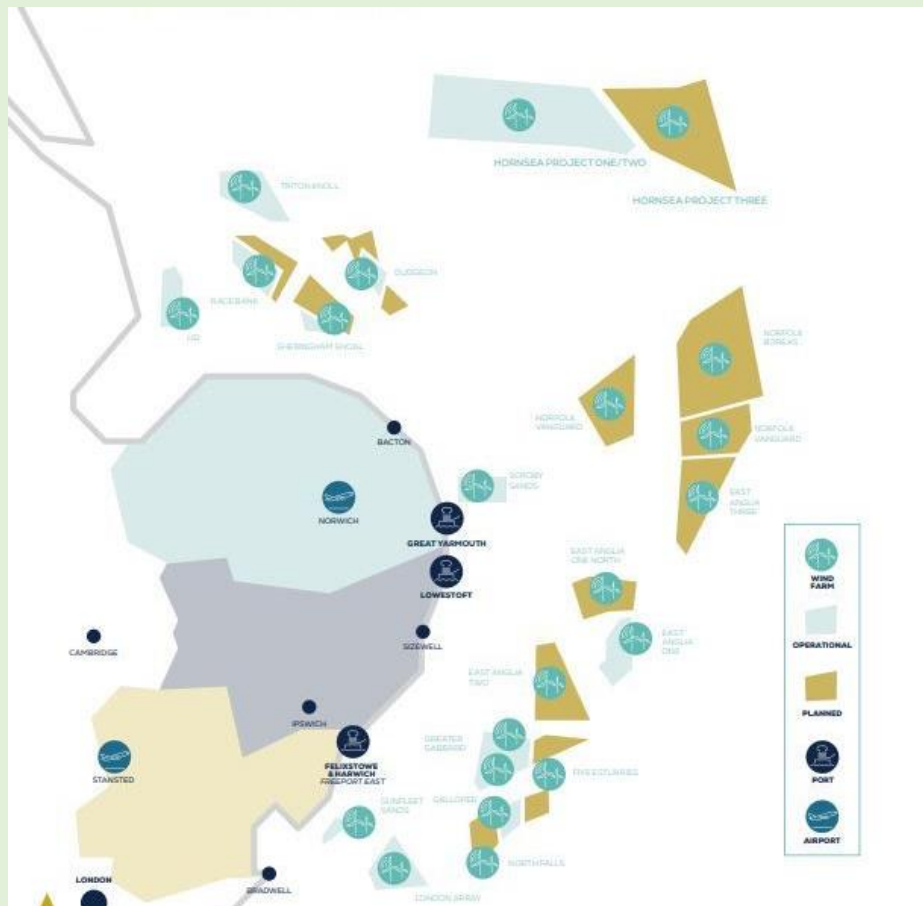 HORNSEA PROJECT ONE/TWO
HORNSEA PROJECT THREE
TRITON KNOLL
DUDGEON
RACE BANK
SHERINGHAM SHOAL
NORFOLK
BOREAS
NORFOLK
VANGUARD
NORFOLK
VANGUARD
BACTON
SCROBY
SANDS
EAST
ANGLIA
THREE
NORWICH
GREAT YARMOUTH
EAST ANGLIA
ONE NORTH
LOWESTOFT
EAST
ANGLIA
ONE
CAMBRIDGE
SIZEWELL
EAST ANGLIA
TWO
IPSWICH
GREATER
GABBARD
FELIXSTOWE
& HARWICH
FREEPORT EAST
STANSTED
FIVE ESTUARIES
GUNFLEET
SANDS
GALLOPER
NORTH FALLS
LONDON
BRADWELL
LONDON ARRAY
WIND
FARM
OPERATIONAL
PLANNED
PORT
AIRPORT